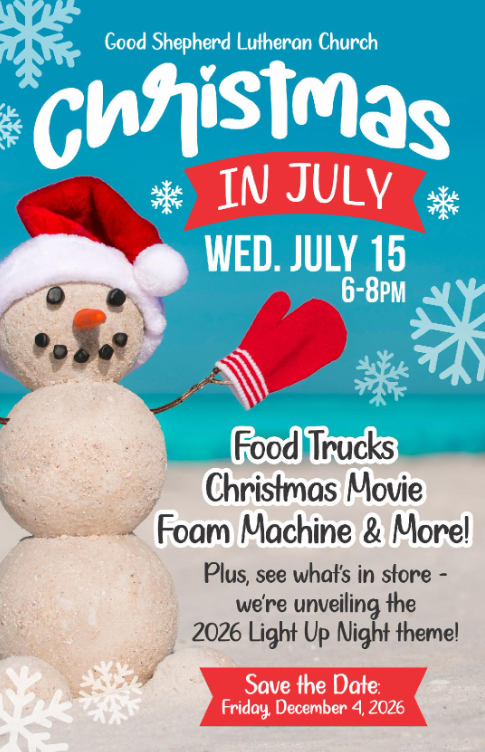 Good Shepherd Lutheran Church
Christmas
IN JULY
WED. JULY 15
6-8PM
Food Trucks
Christmas Movie
Foam Machine & More!
Plus, see what's in store -
we're unveiling the
2026 Light Up Night theme!
Save the Date:
Friday, December 4, 2026